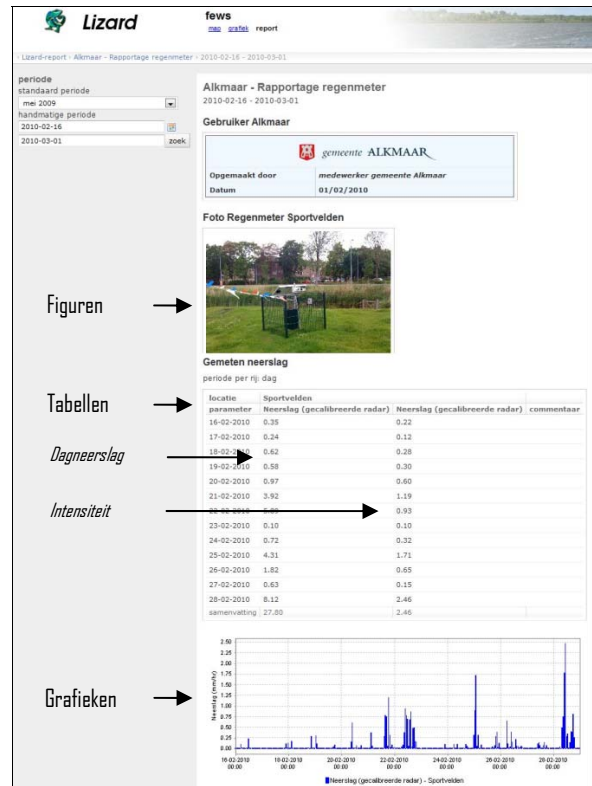 Lizard
fews
map grafiek report
Lizard-report › Alkmaar - Rapportage regenmeter › 2010-02-16 - 2010-03-01
periode
standaard periode
mei 2009
handmatige periode
2010-02-16
2010-03-01 zoek
Alkmaar - Rapportage regenmeter
2010-02-16 - 2010-03-01
Gebruiker Alkmaar
gemeente ALKMAAR
Opgemaakt door medewerker gemeente Alkmaar
Datum 01/02/2010
Foto Regenmeter Sportvelden
Figuren
Gemeten neerslag
periode per rij: dag
Tabellen
locatie Sportvelden
parameter Neerslag (gecalibreerde radar) Neerslag (gecalibreerde radar) commentaar
16-02-2010 0.35 0.22
17-02-2010 0.24 0.12
Dagneerslag
18-02-2010 0.62 0.28
19-02-2010 0.58 0.30
20-02-2010 0.97 0.60
21-02-2010 3.92 1.19
Intensiteit
22-02-2010 0.93
23-02-2010 0.10 0.10
24-02-2010 0.72 0.32
25-02-2010 4.31 1.71
26-02-2010 1.82 0.65
27-02-2010 0.63 0.15
28-02-2010 8.12 2.46
samenvatting 27.80 2.46
Grafieken
Neerslag (mm/hr)
2.50
2.25
2.00
1.75
1.50
1.25
1.00
0.75
0.50
0.25
0.00
16-02-2010 18-02-2010 20-02-2010 22-02-2010 24-02-2010 26-02-2010 28-02-2010
00:00 00:00 00:00 00:00 00:00 00:00 00:00
Neerslag (gecalibreerde radar) - Sportvelden